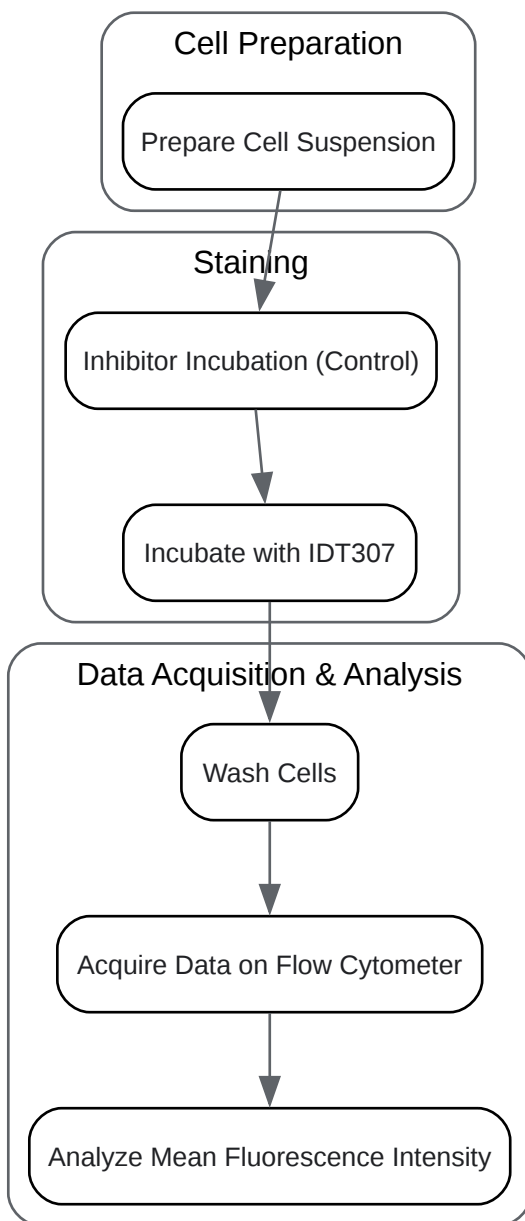 Cell Preparation
Prepare Cell Suspension
Staining
Inhibitor Incubation (Control)
Incubate with IDT307
Data Acquisition & Analysis
Wash Cells
Acquire Data on Flow Cytometer
Analyze Mean Fluorescence Intensity